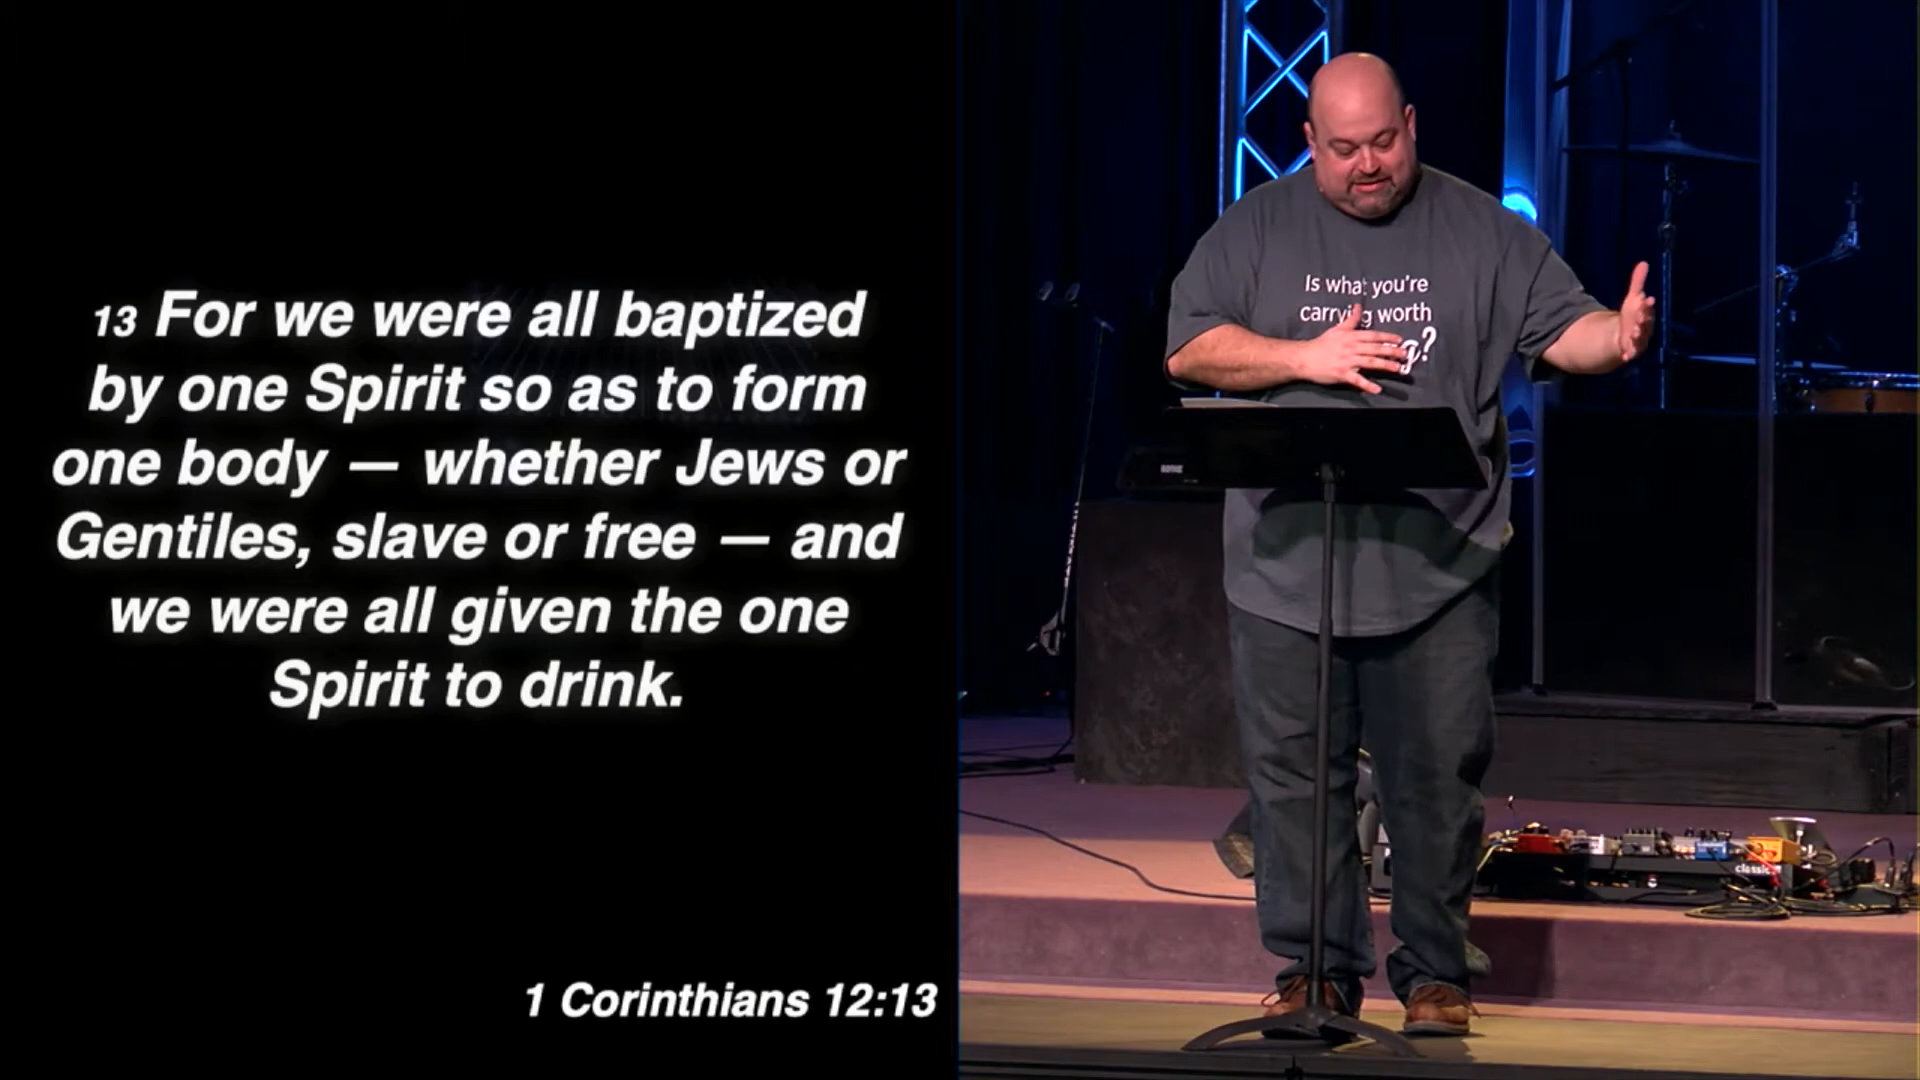 13 For we were all baptized
by one Spirit so as to form
one body — whether Jews or
Gentiles, slave or free — and
we were all given the one
Spirit to drink.
1 Corinthians 12:13
Is what you're
carrying worth
classic